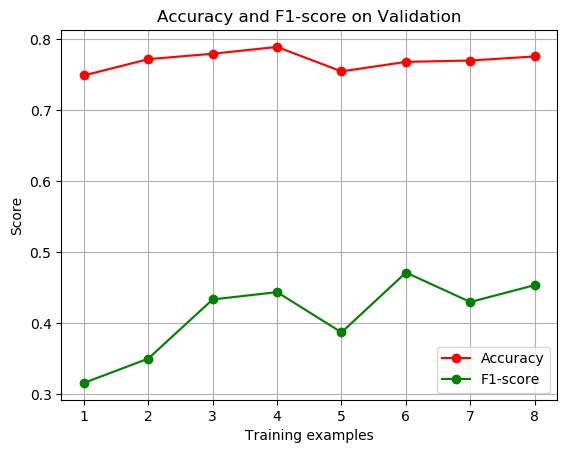 Accuracy and F1-score on Validation
0.8
0.7
0.6
0.5
0.4
0.3
Score
Accuracy
F1-score
1 2 3 4 5 6 7 8
Training examples